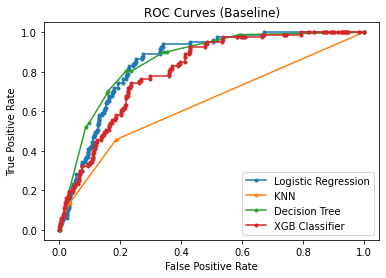 ROC Curves (Baseline)
True Positive Rate
1.0
0.8
0.6
0.4
0.2
0.0
Logistic Regression
KNN
Decision Tree
XGB Classifier
0.0 0.2 0.4 0.6 0.8 1.0
False Positive Rate